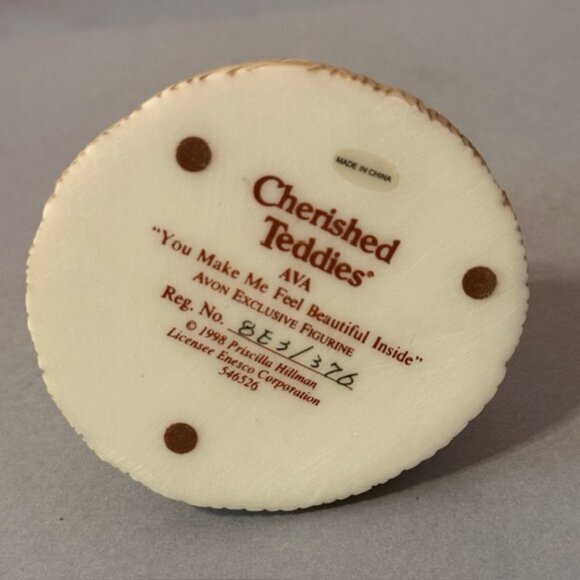 MADE IN CHINA
Cherished
Teddies®
AVA
"You Make Me Feel Beautiful Inside"
AVON EXCLUSIVE FIGURINE
Reg. No. 8E3/376
© 1998 Priscilla Hillman
Licensee Enesco Corporation
546526